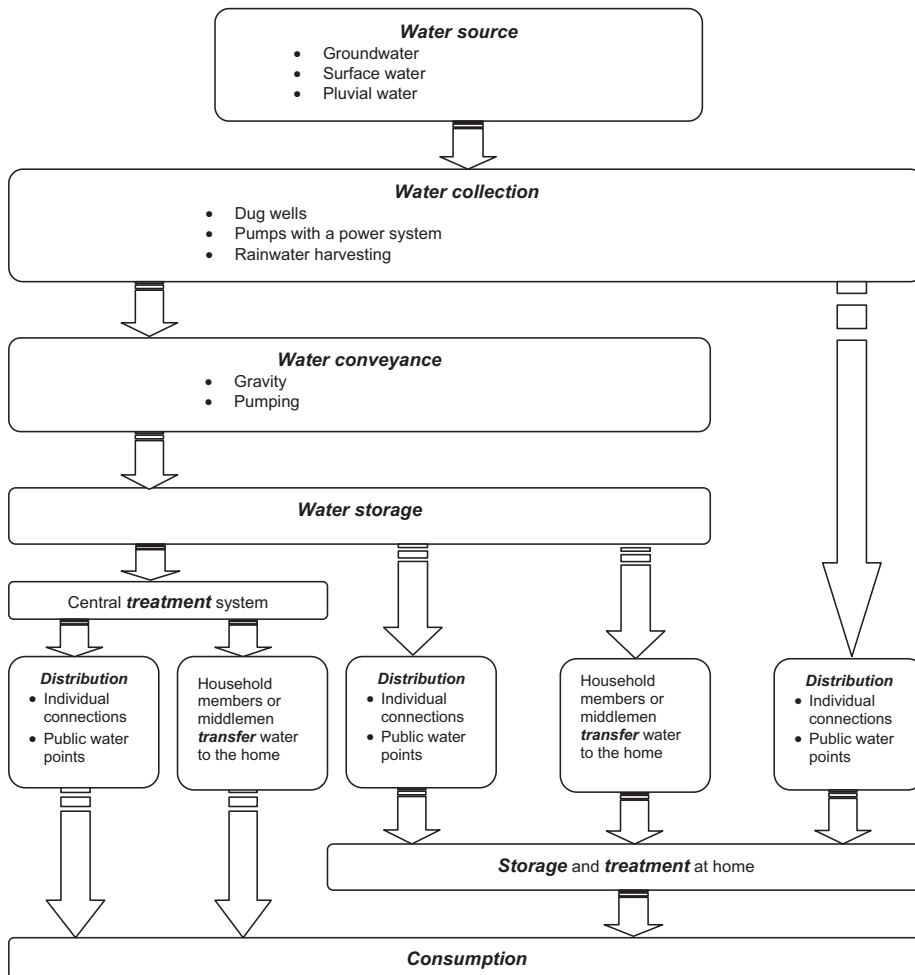 Water source
• Groundwater
• Surface water
• Pluvial water
Water collection
• Dug wells
• Pumps with a power system
• Rainwater harvesting
Water conveyance
• Gravity
• Pumping
Water storage
Central treatment system
Distribution
• Individual
connections
• Public water
points
Household
members or
middlemen
transfer water
to the home
Distribution
• Individual
connections
• Public water
points
Household
members or
middlemen
transfer water
to the home
Distribution
• Individual
connections
• Public water
points
Storage and treatment at home
Consumption